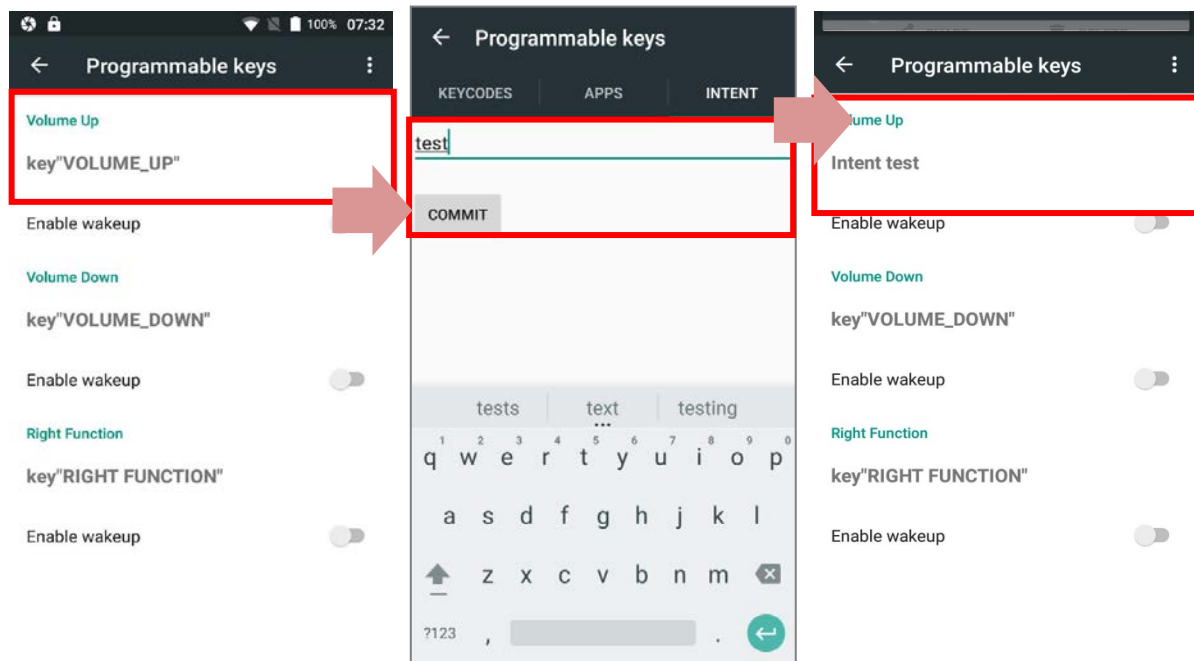 100% 07:32
Programmable keys
Volume Up
key"VOLUME_UP"
Enable wakeup
Volume Down
key"VOLUME_DOWN"
Enable wakeup
Right Function
key"RIGHT FUNCTION"
Enable wakeup
Programmable keys
KEYCODES APPS INTENT
test
COMMIT
tests text testing
1 2 3 4 5 6 7 8 9 0
q w e r t y u i o p
a s d f g h j k l
z x c v b n m
?123 , .
Programmable keys
lume Up
Intent test
Enable wakeup
Volume Down
key"VOLUME_DOWN"
Enable wakeup
Right Function
key"RIGHT FUNCTION"
Enable wakeup